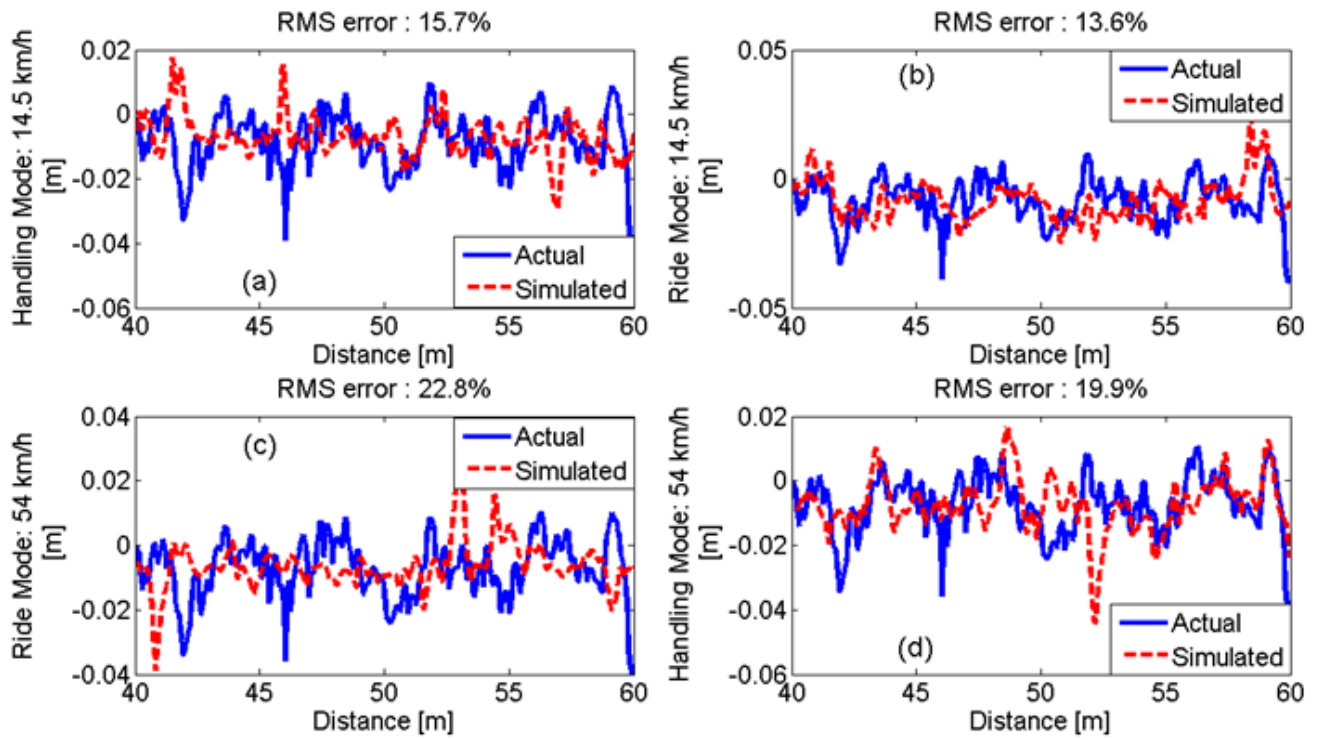 RMS error : 15.7%
Handling Mode: 14.5 km/h
[m]
0.02
0
-0.02
-0.04
-0.06
(a)
Actual
Simulated
40
45
50
55
60
Distance [m]
RMS error : 13.6%
Ride Mode: 14.5 km/h
[m]
0.05
0
-0.05
(b)
Actual
Simulated
40
45
50
55
60
Distance [m]
RMS error : 22.8%
Ride Mode: 54 km/h
[m]
0.04
0.02
0
-0.02
-0.04
(c)
Actual
Simulated
40
45
50
55
60
Distance [m]
RMS error : 19.9%
Handling Mode: 54 km/h
[m]
0.02
0
-0.02
-0.04
-0.06
(d)
Actual
Simulated
40
45
50
55
60
Distance [m]